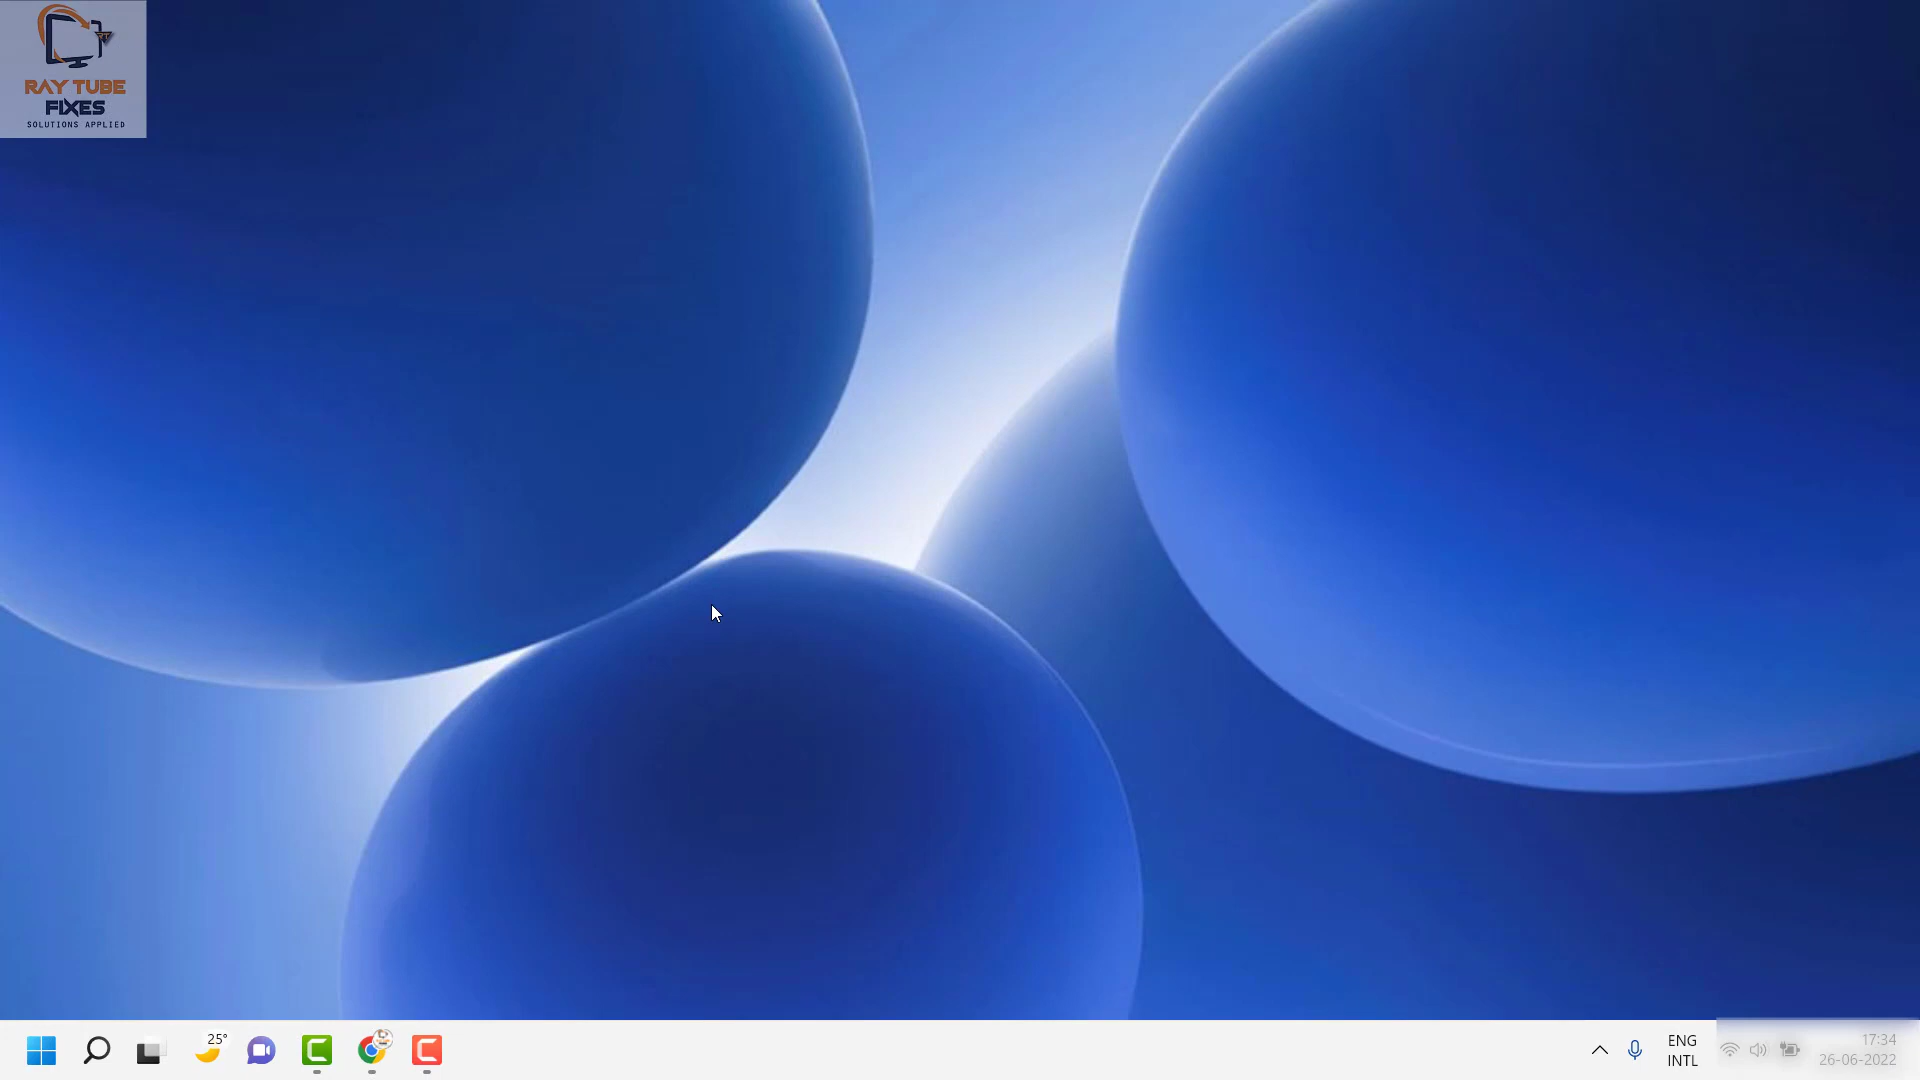 RAY TUBE
FIXES
SOLUTIONS APPLIED
25°
ENG
INTL
17:34
26-06-2022